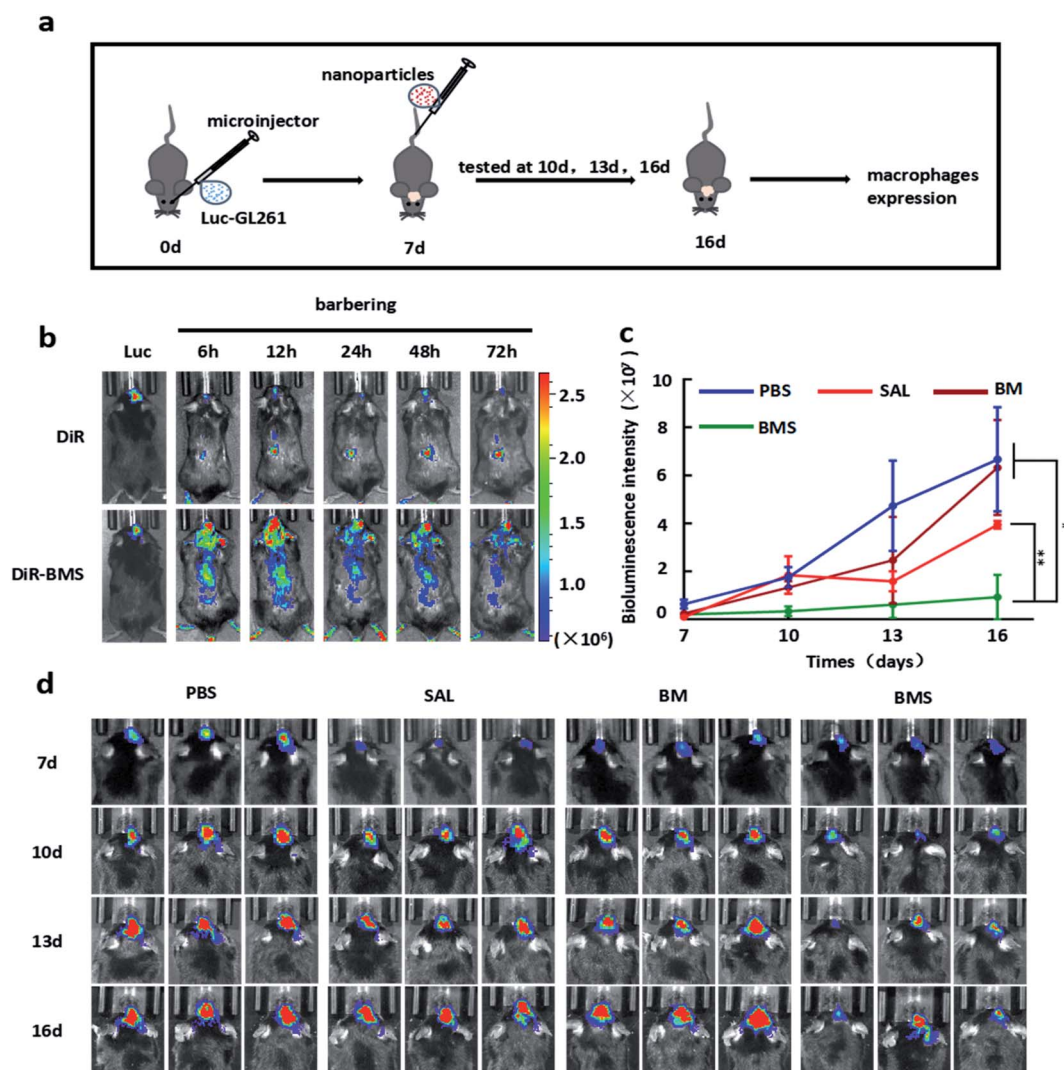 a
nanoparticles
microinjector
tested at 10d，13d，16d
macrophages
expression
Luc-GL261
0d
7d
16d
barbering
b
Luc
6h
12h
24h
48h
72h
DiR
DiR-BMS
2.5
2.0
1.5
1.0
(×10⁶)
c
Bioluminescence intensity (×10⁷)
10
8
6
4
2
0
PBS
SAL
BM
BMS
**
*
7
10
13
16
Times（days）
d
PBS
SAL
BM
BMS
7d
10d
13d
16d